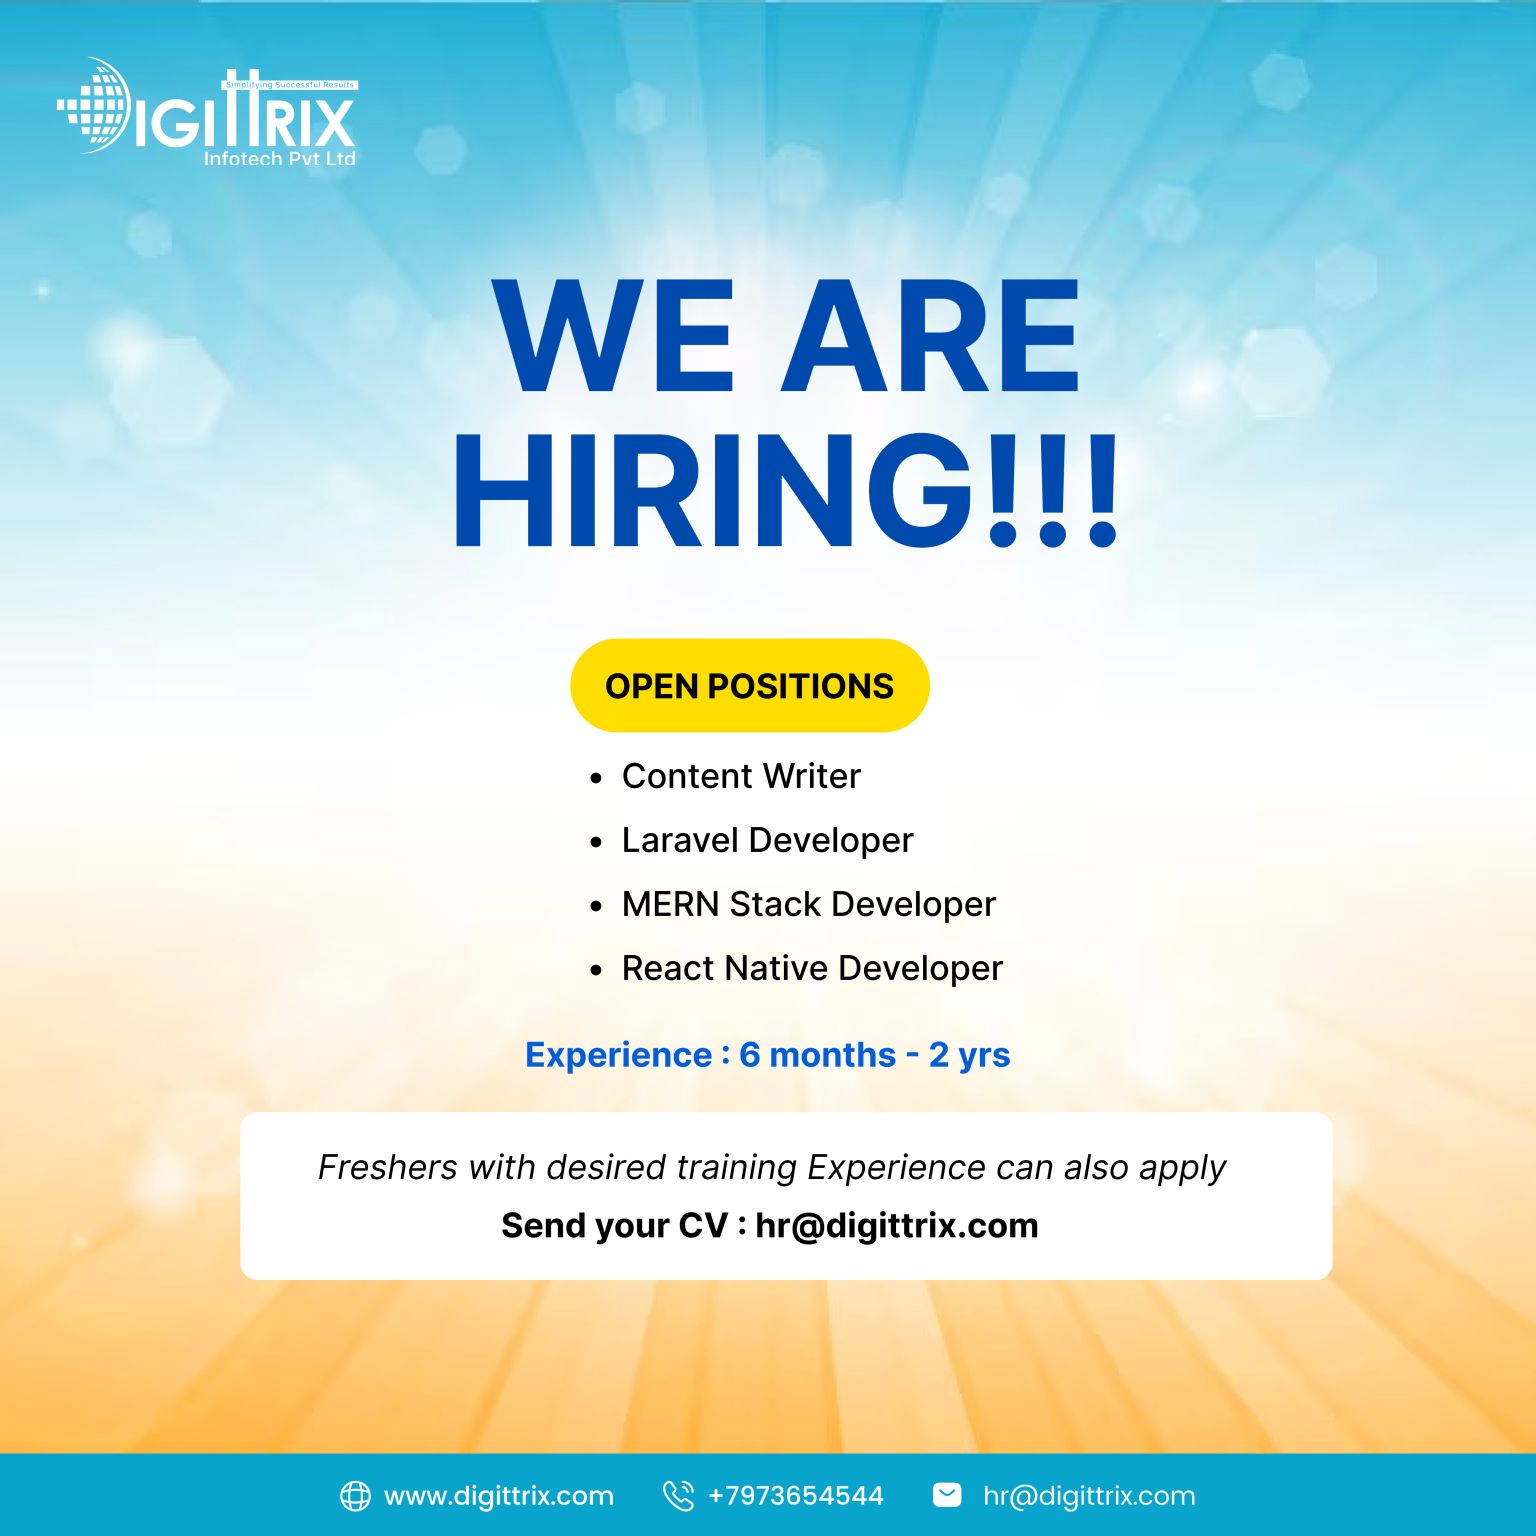 Simplifying Successful Results
DIGITTRIX
Infotech Pvt Ltd
WE ARE
HIRING!!!
OPEN POSITIONS
• Content Writer
• Laravel Developer
• MERN Stack Developer
• React Native Developer
Experience : 6 months - 2 yrs
Freshers with desired training Experience can also apply
Send your CV : hr@digittrix.com
www.digittrix.com +7973654544 hr@digittrix.com